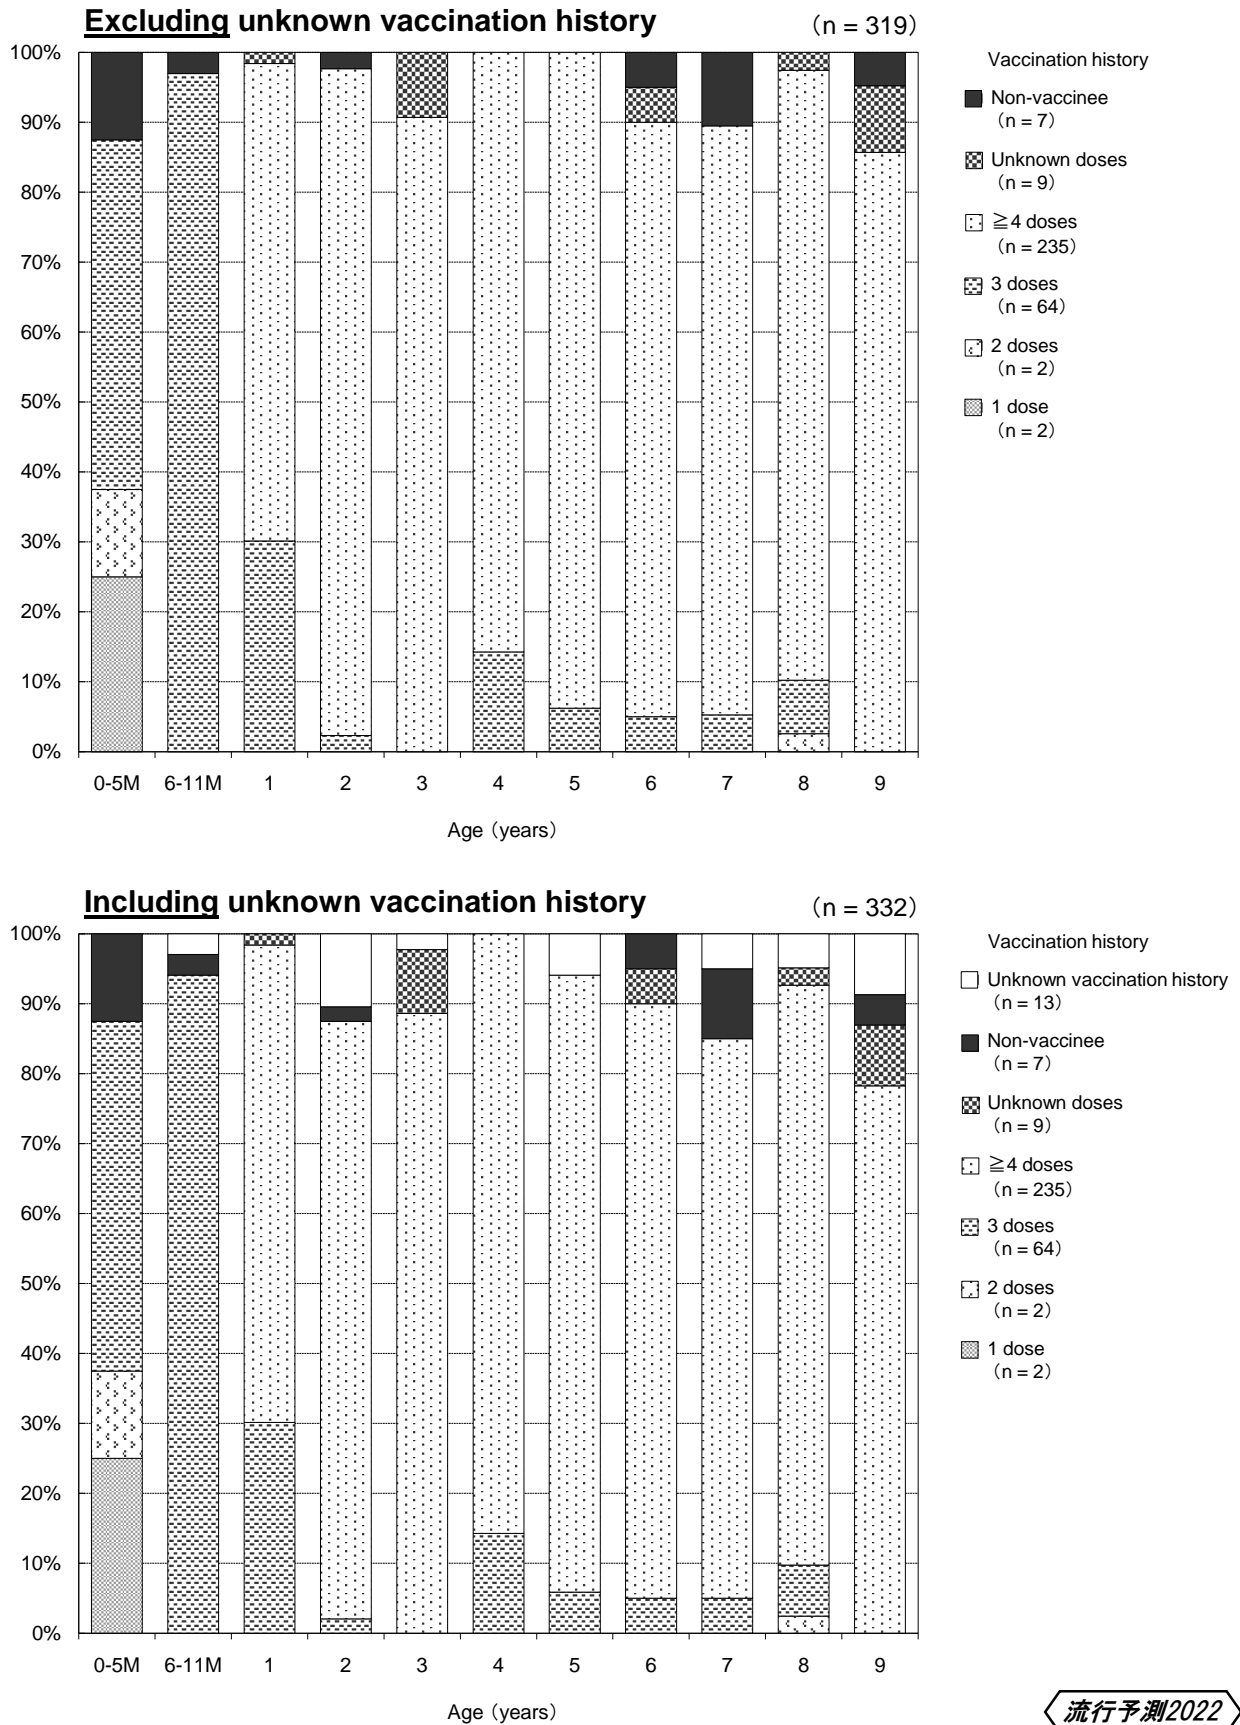 Excluding unknown vaccination history
（n = 319）
100%
90%
80%
70%
60%
50%
40%
30%
20%
10%
0%
0-5M 6-11M 1 2 3 4 5 6 7 8 9
Age（years）
Vaccination history
Non-vaccinee
（n = 7）
Unknown doses
（n = 9）
≧4 doses
（n = 235）
3 doses
（n = 64）
2 doses
（n = 2）
1 dose
（n = 2）
Including unknown vaccination history
（n = 332）
100%
90%
80%
70%
60%
50%
40%
30%
20%
10%
0%
0-5M 6-11M 1 2 3 4 5 6 7 8 9
Age（years）
Vaccination history
Unknown vaccination history
（n = 13）
Non-vaccinee
（n = 7）
Unknown doses
（n = 9）
≧4 doses
（n = 235）
3 doses
（n = 64）
2 doses
（n = 2）
1 dose
（n = 2）
流行予測2022